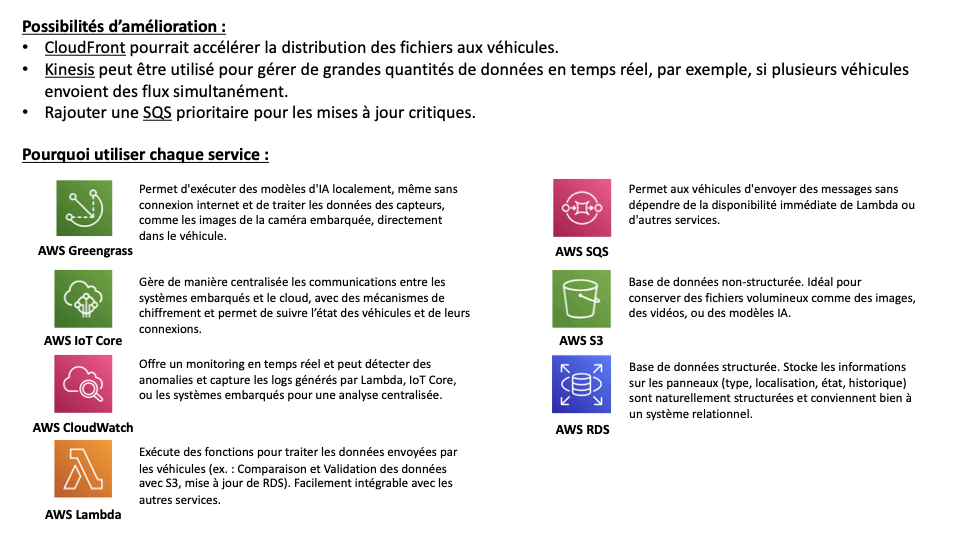 Possibilités d’amélioration :
• CloudFront pourrait accélérer la distribution des fichiers aux véhicules.
• Kinesis peut être utilisé pour gérer de grandes quantités de données en temps réel, par exemple, si plusieurs véhicules
envoient des flux simultanément.
• Rajouter une SQS prioritaire pour les mises à jour critiques.
Pourquoi utiliser chaque service :
Permet d'exécuter des modèles d'IA localement, même sans
connexion internet et de traiter les données des capteurs,
comme les images de la caméra embarquée, directement
dans le véhicule.
AWS Greengrass
Gère de manière centralisée les communications entre les
systèmes embarqués et le cloud, avec des mécanismes de
chiffrement et permet de suivre l’état des véhicules et de leurs
connexions.
AWS IoT Core
Offre un monitoring en temps réel et peut détecter des
anomalies et capture les logs générés par Lambda, IoT Core,
ou les systèmes embarqués pour une analyse centralisée.
AWS CloudWatch
Exécute des fonctions pour traiter les données envoyées par
les véhicules (ex. : Comparaison et Validation des données
avec S3, mise à jour de RDS). Facilement intégrable avec les
autres services.
AWS Lambda
Permet aux véhicules d'envoyer des messages sans
dépendre de la disponibilité immédiate de Lambda ou
d'autres services.
AWS SQS
Base de données non-structurée. Idéal pour
conserver des fichiers volumineux comme des images,
des vidéos, ou des modèles IA.
AWS S3
Base de données structurée. Stocke les informations
sur les panneaux (type, localisation, état, historique)
sont naturellement structurées et conviennent bien à
un système relationnel.
AWS RDS